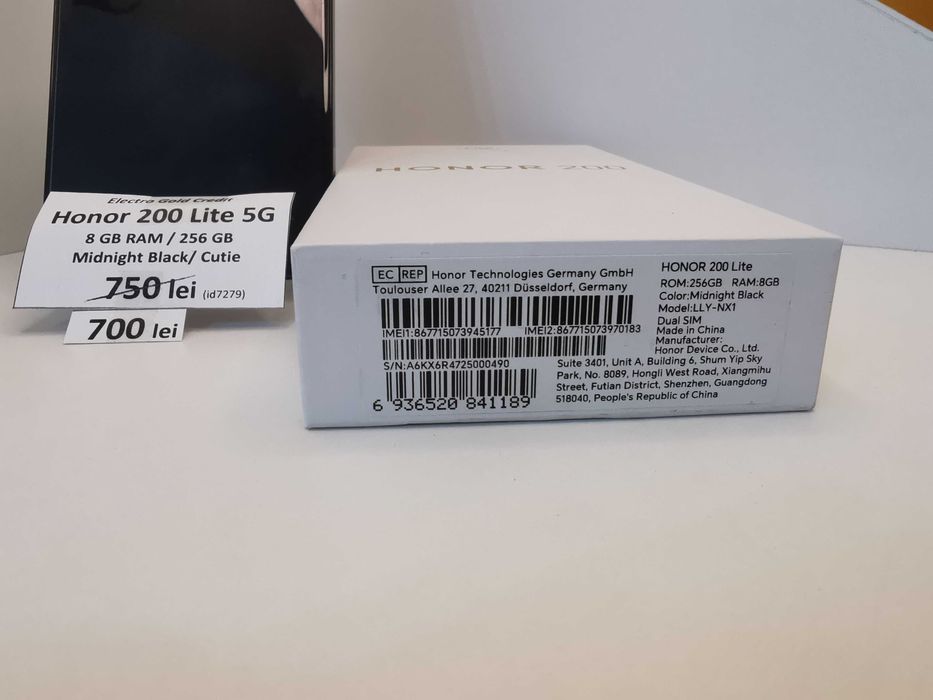 Electro Gold Credit
Honor 200 Lite 5G
8 GB RAM / 256 GB
Midnight Black/ Cutie
750 lei (id7279)
700 lei
HONOR 200
EC REP Honor Technologies Germany GmbH
Toulouser Allee 27, 40211 Düsseldorf, Germany
IMEI1:867715073945177 IMEI2:867715073970183
S/N:A6KX6R4725000490
6 936520 841189
HONOR 200 Lite
ROM:256GB RAM:8GB
Color:Midnight Black
Model:LLY-NX1
Dual SIM
Made in China
Manufacturer:
Honor Device Co., Ltd.
Suite 3401, Unit A, Building 6, Shum Yip Sky
Park, No. 8089, Hongli West Road, Xiangmihu
Street, Futian District, Shenzhen, Guangdong
518040, People's Republic of China